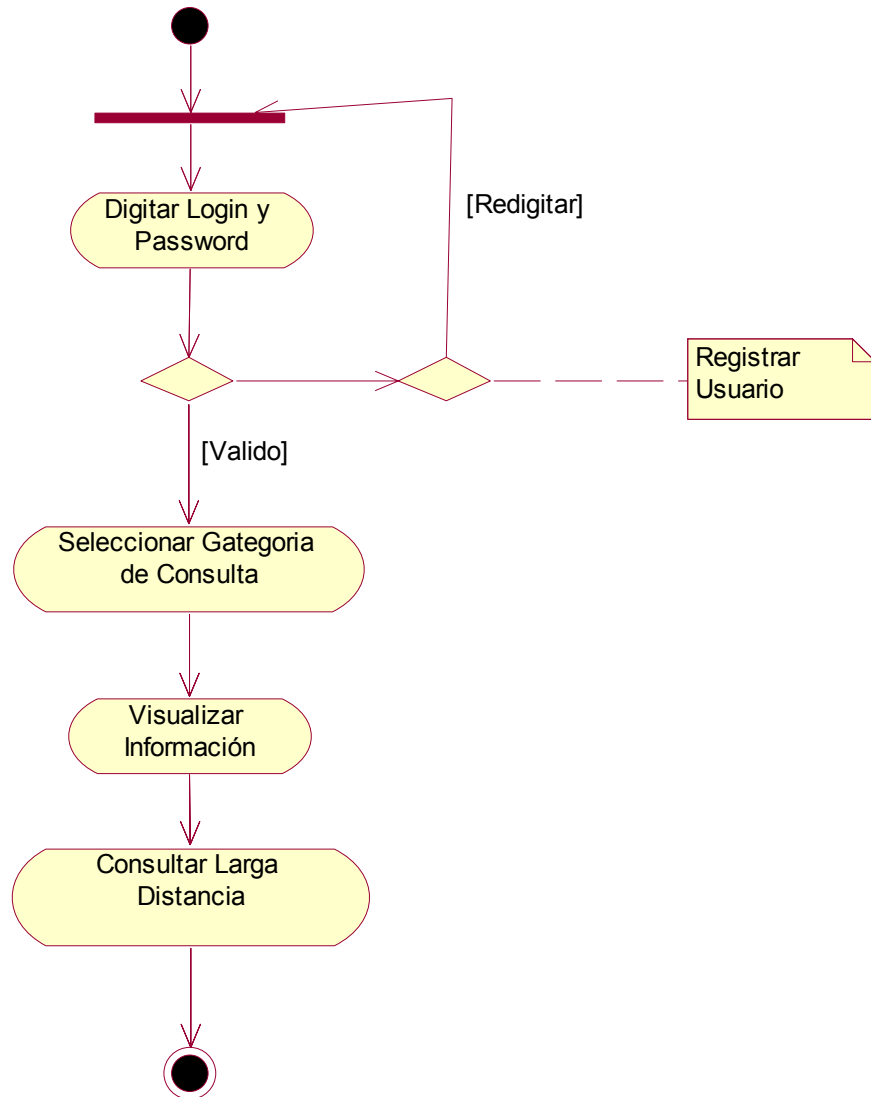 Digitar Login y
Password
[Redigitar]
Registrar
Usuario
[Valido]
Seleccionar Gategoria
de Consulta
Visualizar
Información
Consultar Larga
Distancia